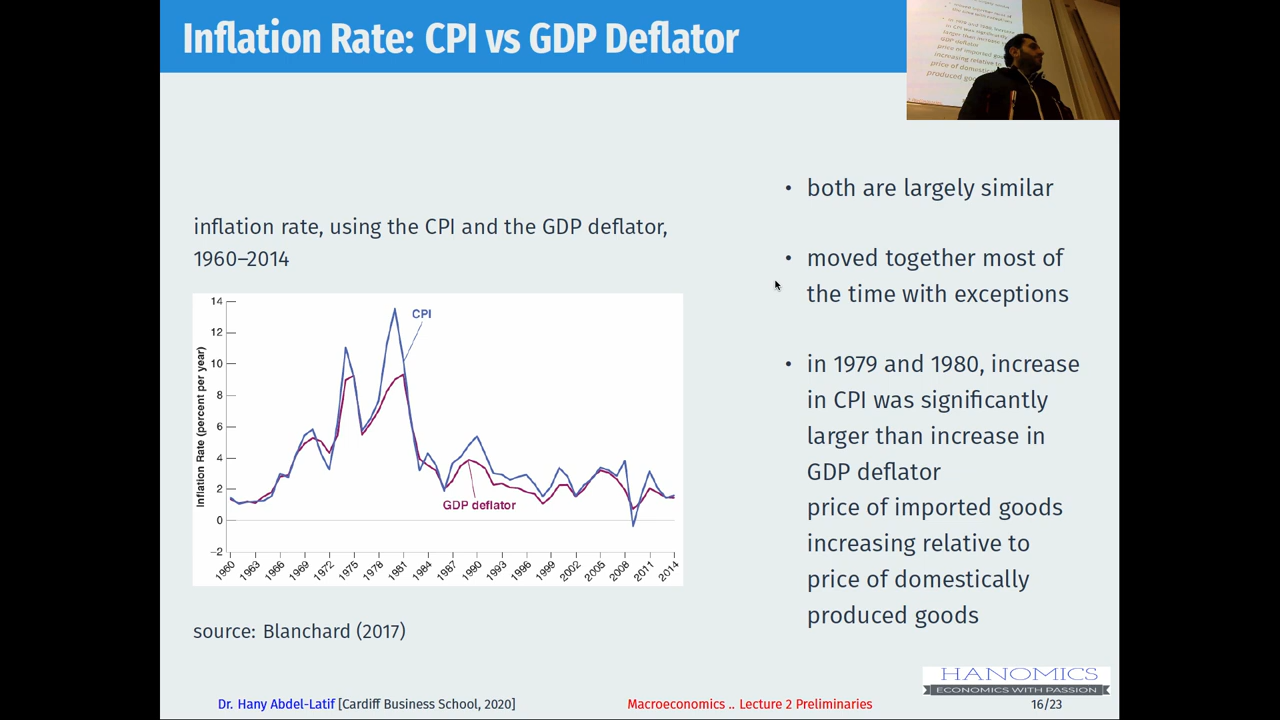 Inflation Rate: CPI vs GDP Deflator
inflation rate, using the CPI and the GDP deflator,
1960–2014
14
12
10
8
6
4
2
0
−2
Inflation Rate (percent per year)
CPI
GDP deflator
1960
1963
1966
1969
1972
1975
1978
1981
1984
1987
1990
1993
1996
1999
2002
2005
2008
2011
2014
source: Blanchard (2017)
• both are largely similar
• moved together most of
the time with exceptions
• in 1979 and 1980, increase
in CPI was significantly
larger than increase in
GDP deflator
price of imported goods
increasing relative to
price of domestically
produced goods
HANOMICS
ECONOMICS WITH PASSION
Dr. Hany Abdel-Latif [Cardiff Business School, 2020]
Macroeconomics .. Lecture 2 Preliminaries
16/23